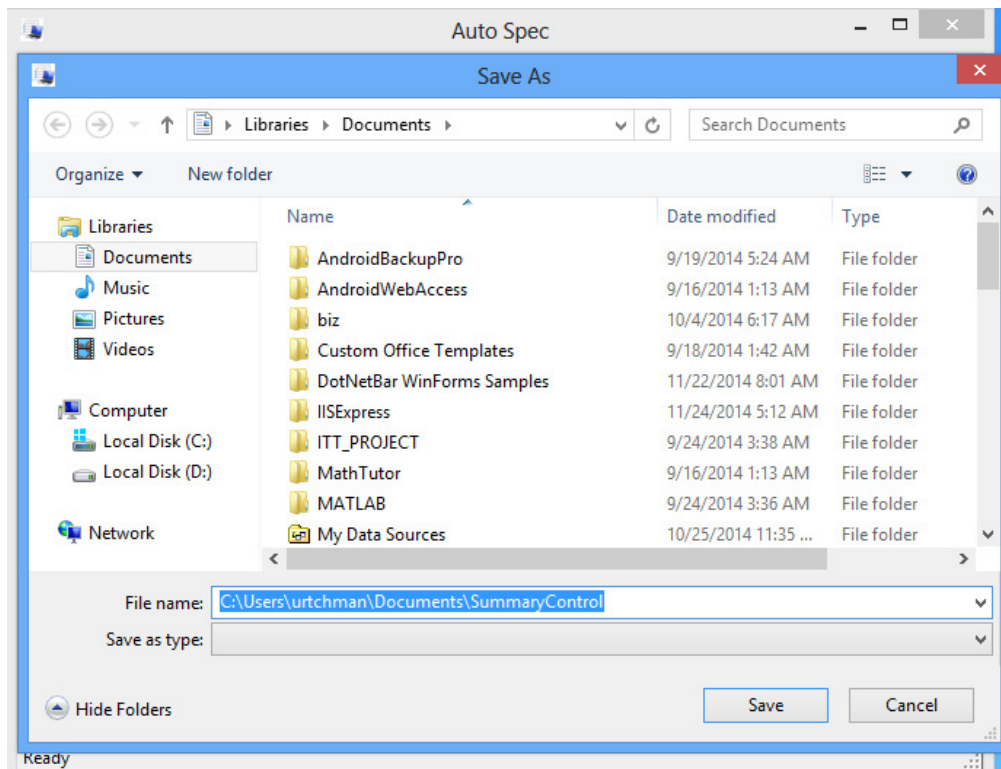 Auto Spec
Save As
Libraries Documents
Search Documents
Organize New folder
Name Date modified Type
Libraries
Documents
Music
Pictures
Videos
Computer
Local Disk (C:)
Local Disk (D:)
Network
AndroidBackupPro 9/19/2014 5:24 AM File folder
AndroidWebAccess 9/16/2014 1:13 AM File folder
biz 10/4/2014 6:17 AM File folder
Custom Office Templates 9/18/2014 1:42 AM File folder
DotNetBar WinForms Samples 11/22/2014 8:01 AM File folder
IISExpress 11/24/2014 5:12 AM File folder
ITT_PROJECT 9/24/2014 3:38 AM File folder
MathTutor 9/16/2014 1:13 AM File folder
MATLAB 9/24/2014 3:36 AM File folder
My Data Sources 10/25/2014 11:35 ... File folder
File name: C:\Users\urtchman\Documents\SummaryControl
Save as type:
Hide Folders
Save Cancel
Ready